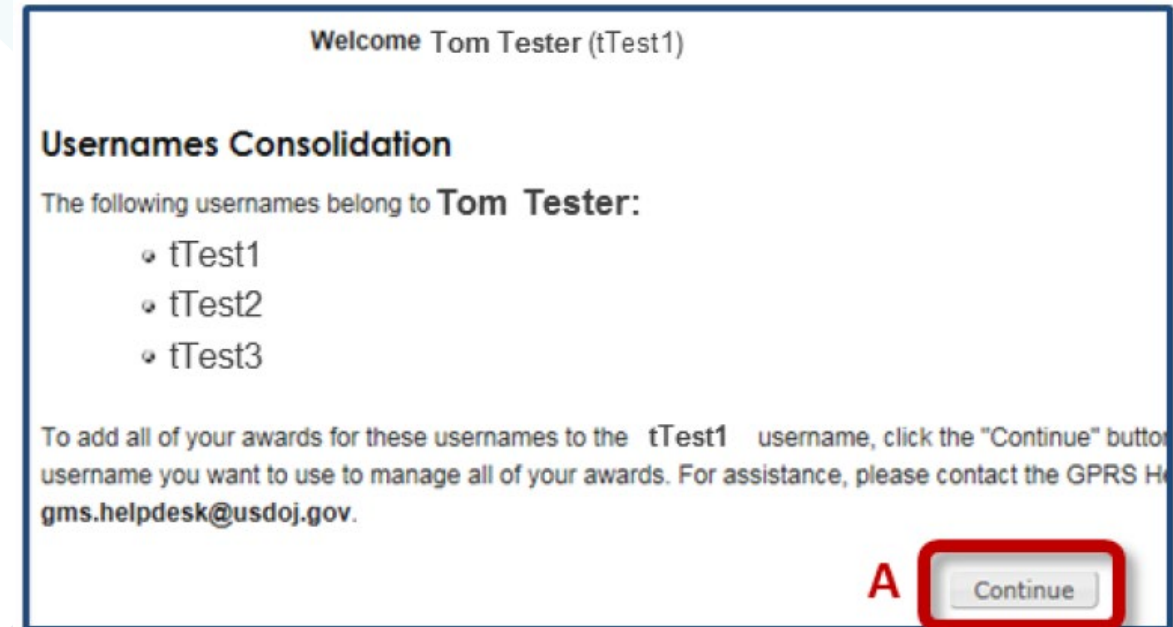 Welcome Tom Tester (tTest1)
Usernames Consolidation
The following usernames belong to Tom Tester:
tTest1
tTest2
tTest3
To add all of your awards for these usernames to the tTest1 username, click the "Continue"
username you want to use to manage all of your awards. For assistance, please contact the GPRS
gms.helpdesk@usdoj.gov.
A Continue